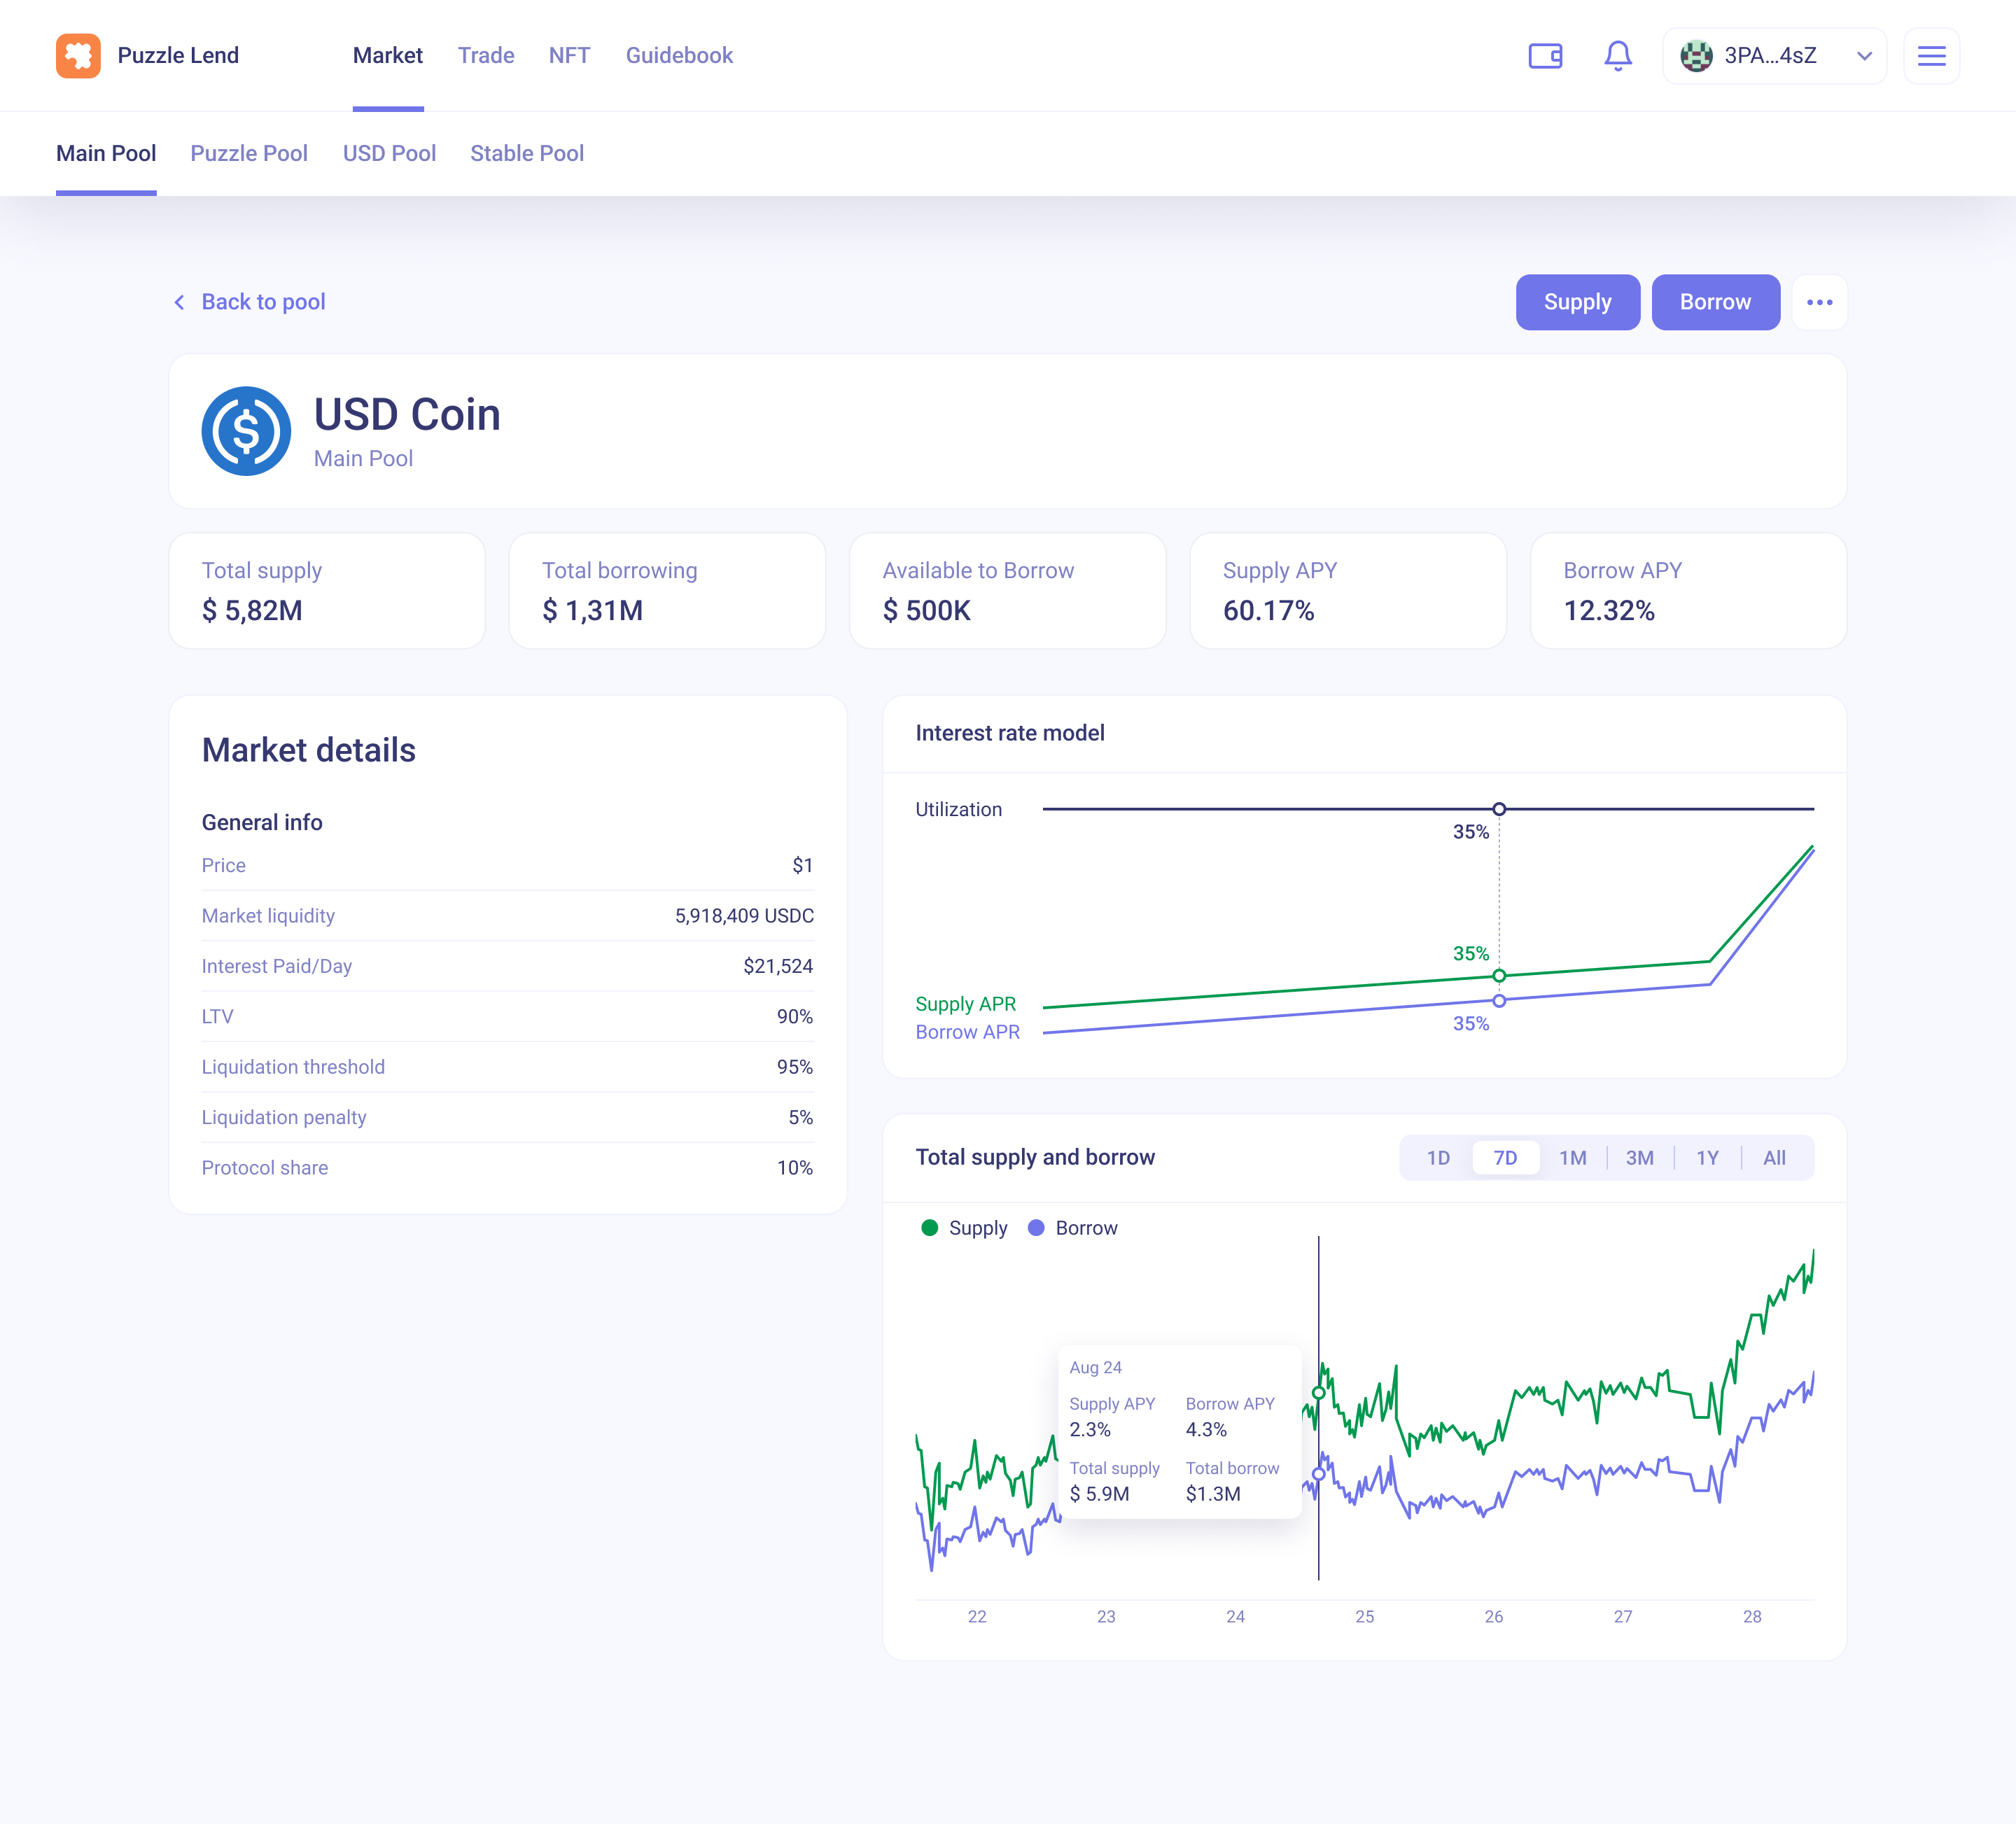 Puzzle Lend
Market Trade NFT Guidebook
3PA...4sZ
Main Pool Puzzle Pool USD Pool Stable Pool
Back to pool
Supply Borrow
USD Coin
Main Pool
Total supply
$ 5,82M
Total borrowing
$ 1,31M
Available to Borrow
$ 500K
Supply APY
60.17%
Borrow APY
12.32%
Market details
General info
Price $1
Market liquidity 5,918,409 USDC
Interest Paid/Day $21,524
LTV 90%
Liquidation threshold 95%
Liquidation penalty 5%
Protocol share 10%
Interest rate model
Utilization
35%
35%
Supply APR
Borrow APR
35%
Total supply and borrow
1D 7D 1M 3M 1Y All
Supply Borrow
Aug 24
Supply APY Borrow APY
2.3% 4.3%
Total supply Total borrow
$ 5.9M $1.3M
22 23 24 25 26 27 28